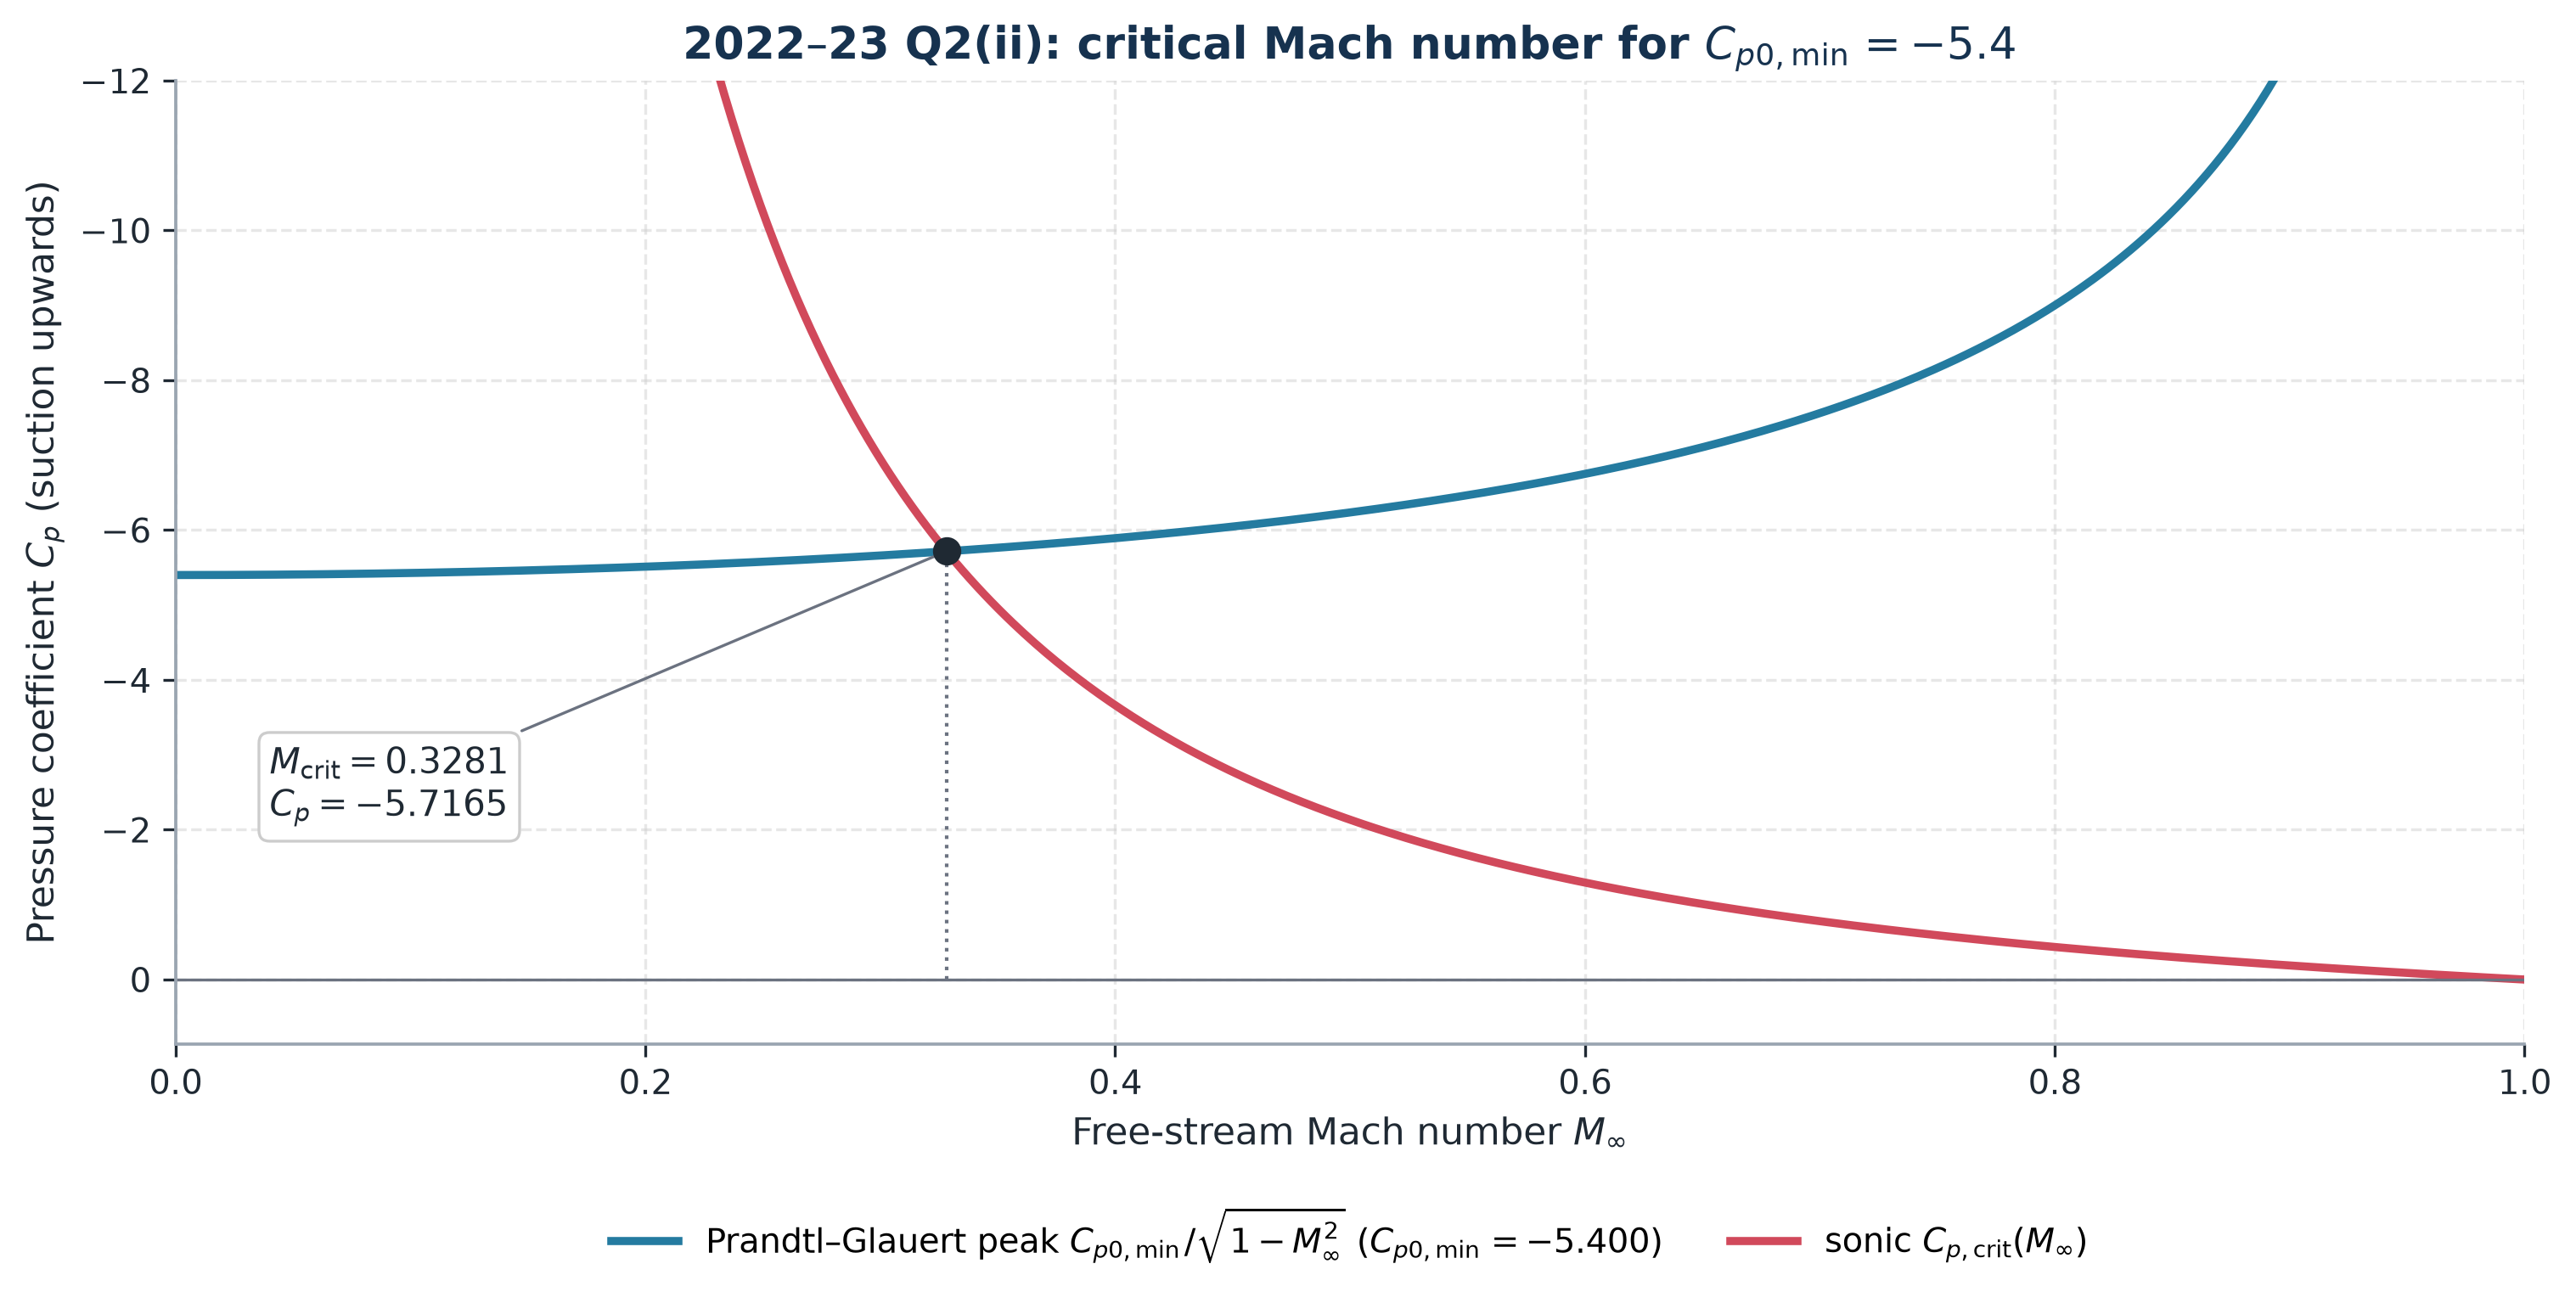 2022–23 Q2(ii): critical Mach number for C_{p0, min} = −5.4
Pressure coefficient C_p (suction upwards)
−12
−10
−8
−6
−4
−2
0
M_crit = 0.3281
C_p = −5.7165
0.0 0.2 0.4 0.6 0.8 1.0
Free-stream Mach number M_∞
Prandtl–Glauert peak C_{p0, min}/√(1 − M_∞^2) (C_{p0, min} = −5.400) sonic C_{p, crit}(M_∞)